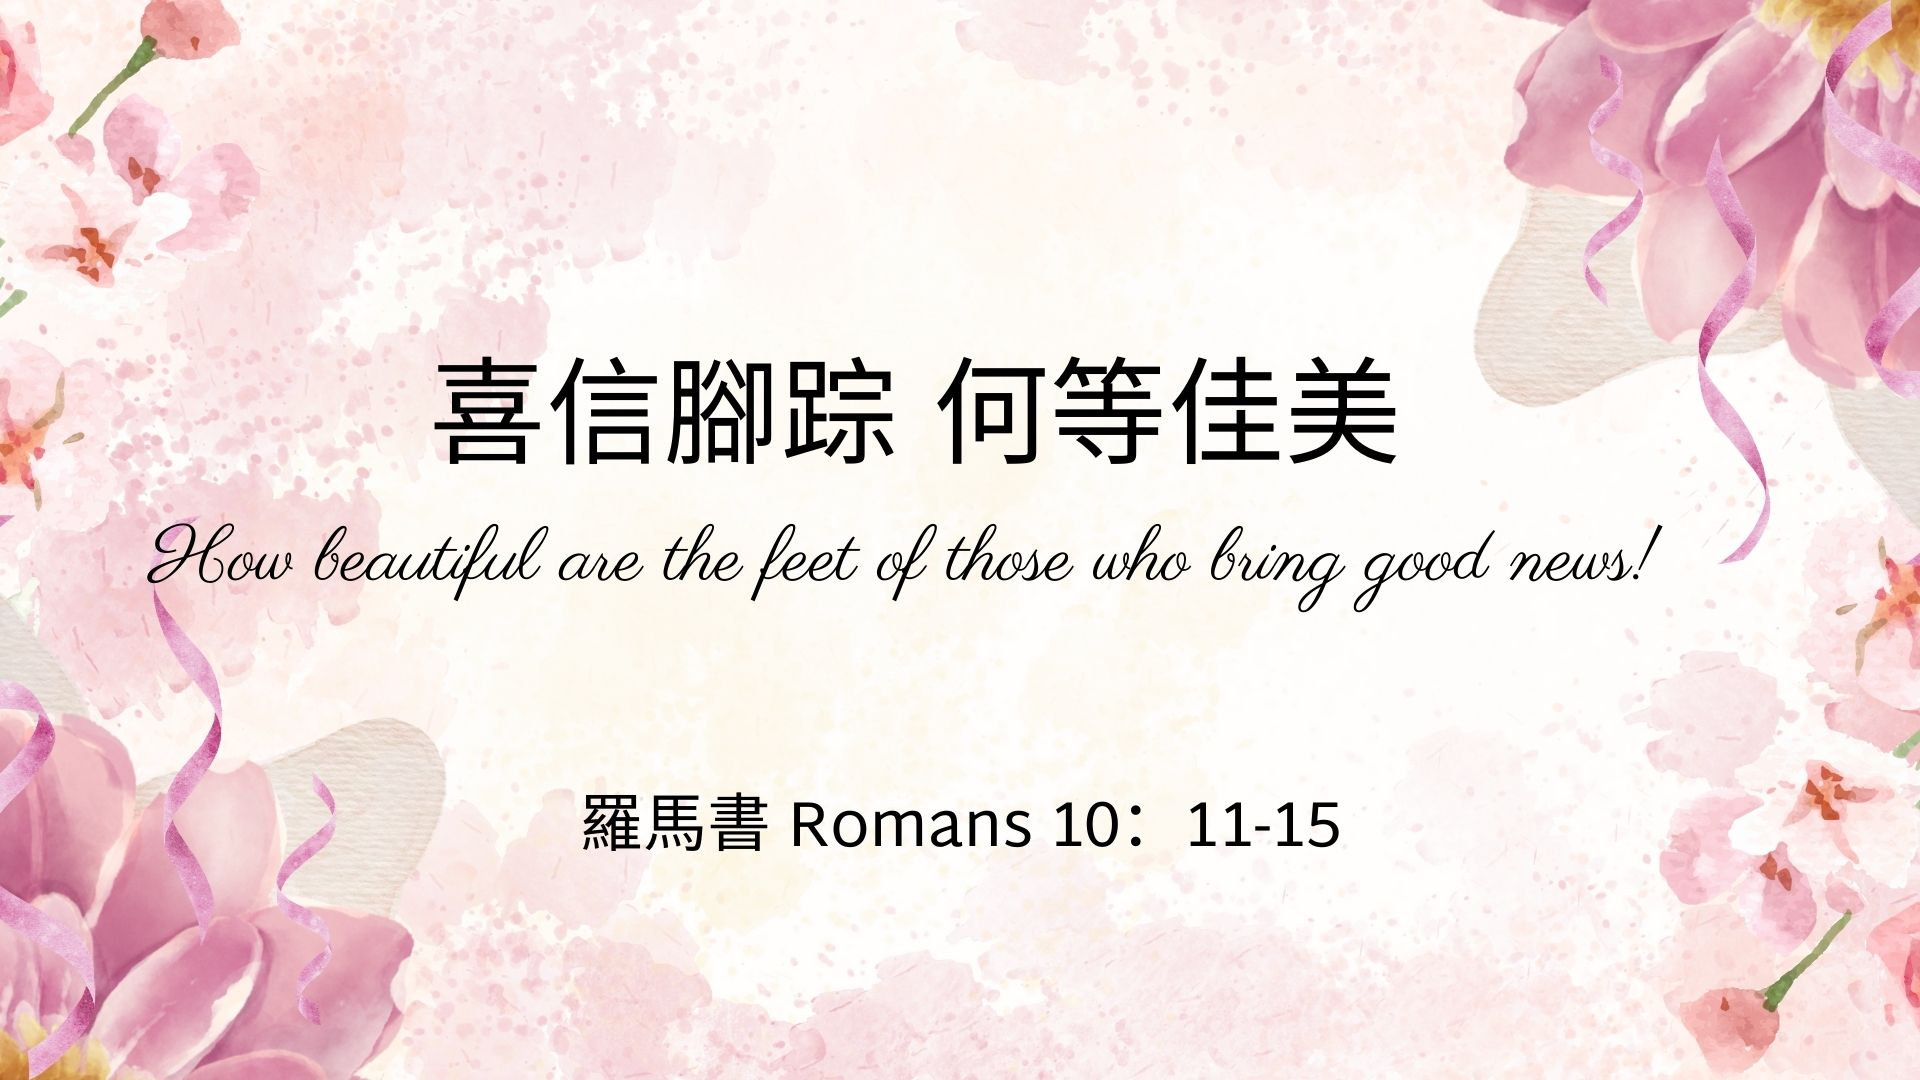 喜信腳踪 何等佳美
How beautiful are the feet of those who bring good news!
羅馬書 Romans 10：11-15